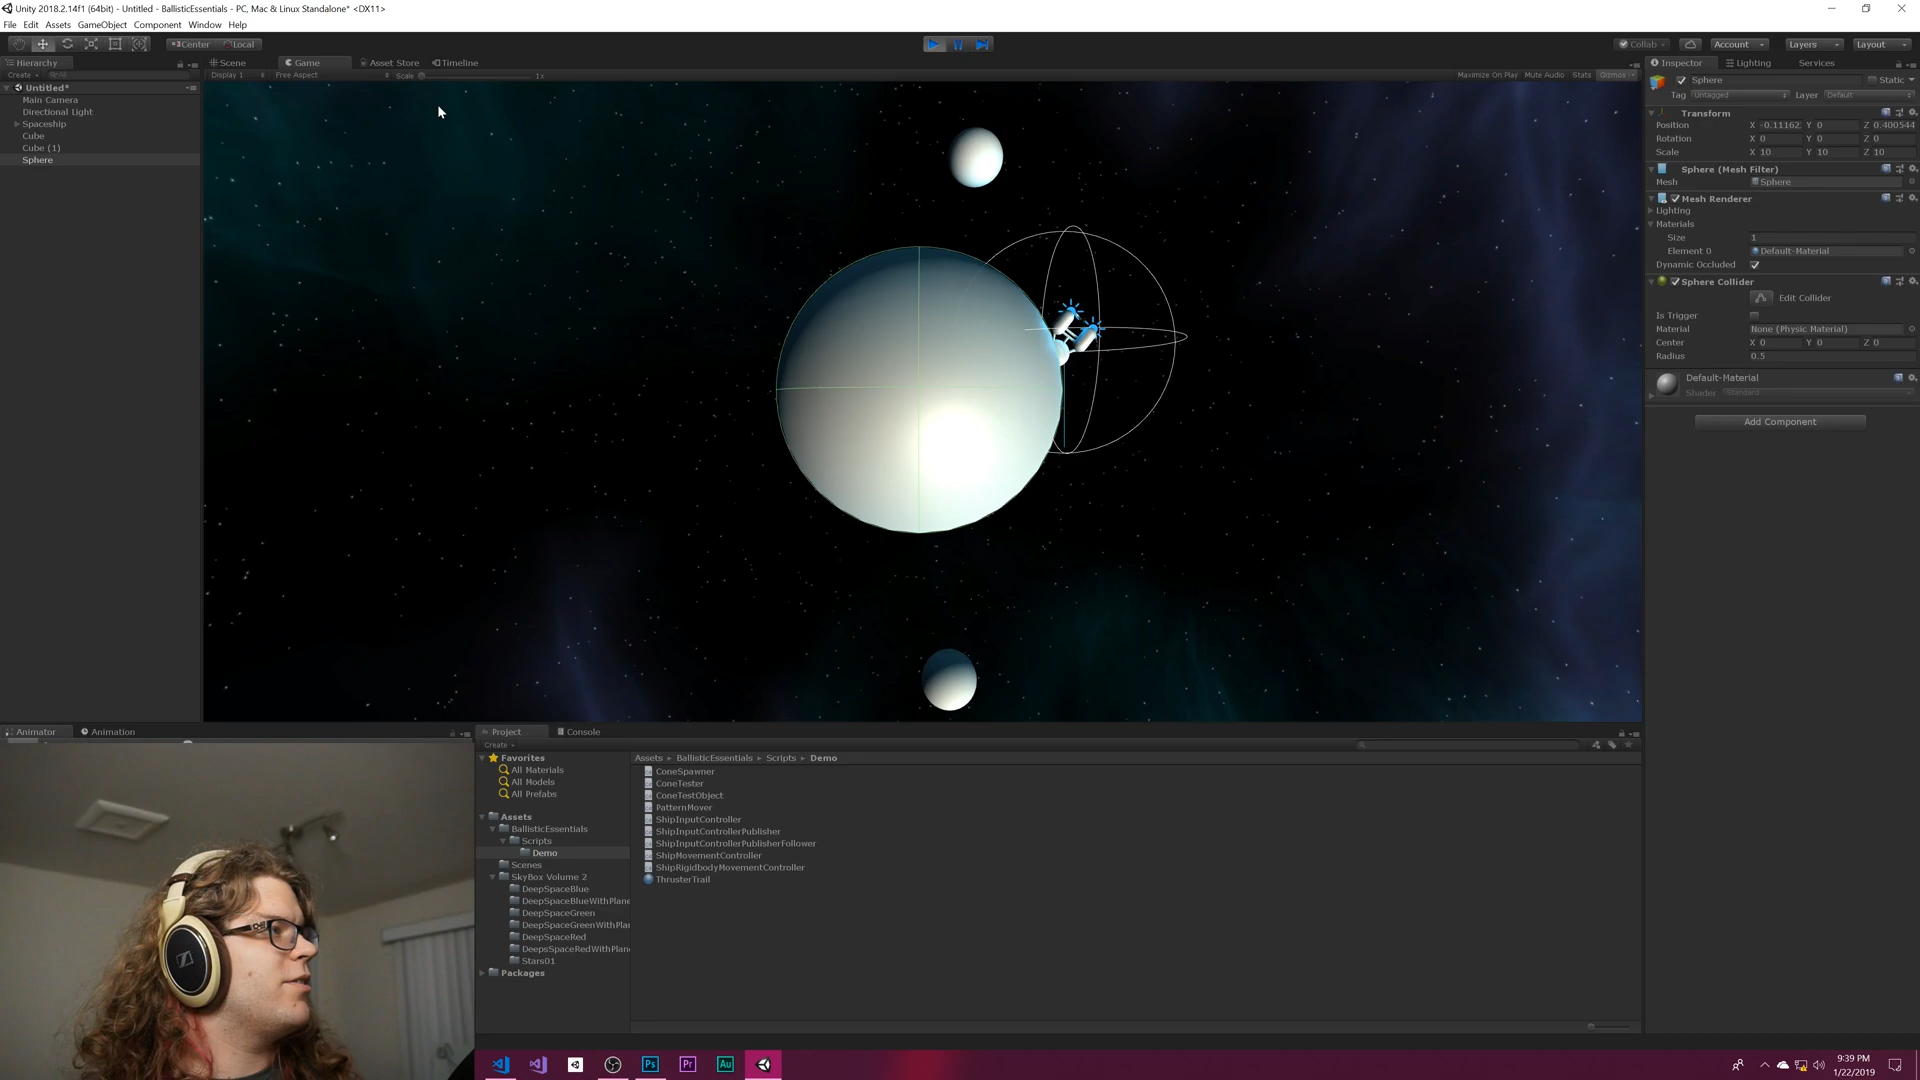 Unity 2018.2.14f1 (64bit) - Untitled - BallisticEssentials - PC, Mac & Linux Standalone* <DX11>
File Edit Assets GameObject Component Window Help
Center Local
Collab Account Layers Layout
Hierarchy
Create
Untitled*
Main Camera
Directional Light
Spaceship
Cube
Cube (1)
Sphere
Scene Game Asset Store Timeline
Display 1 Free Aspect Scale 1x
Maximize On Play Mute Audio Stats Gizmos
Inspector Lighting Services
Sphere Static
Tag Untagged Layer Default
Transform
Position X -0.11162 Y 0 Z 0.400544
Rotation X 0 Y 0 Z 0
Scale X 10 Y 10 Z 10
Sphere (Mesh Filter)
Mesh Sphere
Mesh Renderer
Lighting
Materials
Size 1
Element 0 Default-Material
Dynamic Occluded
Sphere Collider
Edit Collider
Is Trigger
Material None (Physic Material)
Center X 0 Y 0 Z 0
Radius 0.5
Default-Material
Shader Standard
Add Component
Animator Animation
Project Console
Create
Favorites
All Materials
All Models
All Prefabs
Assets
BallisticEssentials
Scripts
Demo
Scenes
SkyBox Volume 2
DeepSpaceBlue
DeepSpaceBlueWithPlane
DeepSpaceGreen
DeepSpaceGreenWithPla
DeepSpaceRed
DeepsSpaceRedWithPlan
Stars01
Packages
Assets BallisticEssentials Scripts Demo
ConeSpawner
ConeTester
ConeTestObject
PatternMover
ShipInputController
ShipInputControllerPublisher
ShipInputControllerPublisherFollower
ShipMovementController
ShipRigidbodyMovementController
ThrusterTrail
Ps Pr Au
9:39 PM
1/22/2019